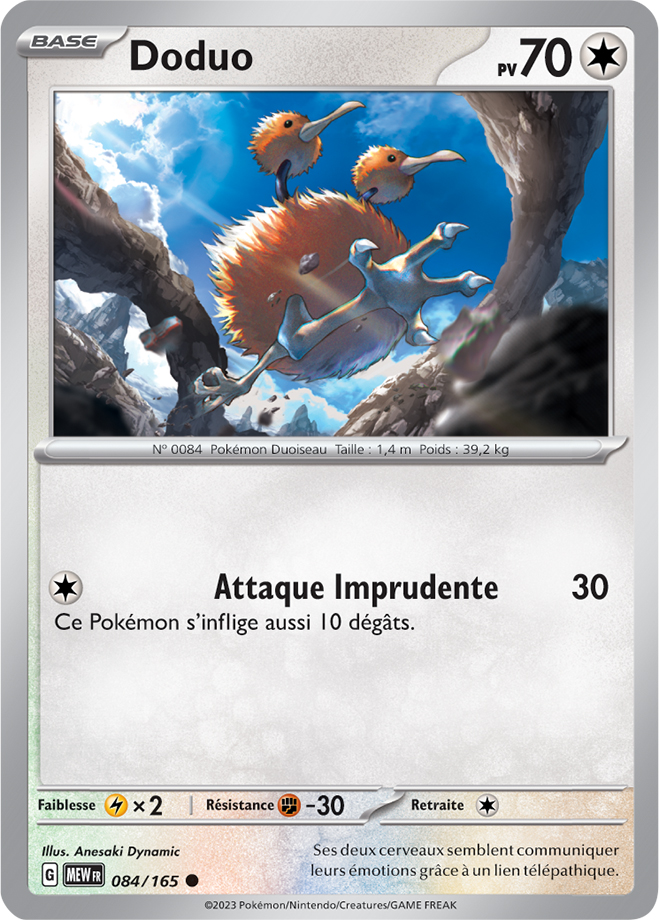 BASE
Doduo
PV 70
N° 0084 Pokémon Duoiseau Taille : 1,4 m Poids : 39,2 kg
Attaque Imprudente 30
Ce Pokémon s'inflige aussi 10 dégâts.
Faiblesse ×2 Résistance -30 Retraite
Illus. Anesaki Dynamic
Ses deux cerveaux semblent communiquer
leurs émotions grâce à un lien télépathique.
G MEW FR 084/165
©2023 Pokémon/Nintendo/Creatures/GAME FREAK